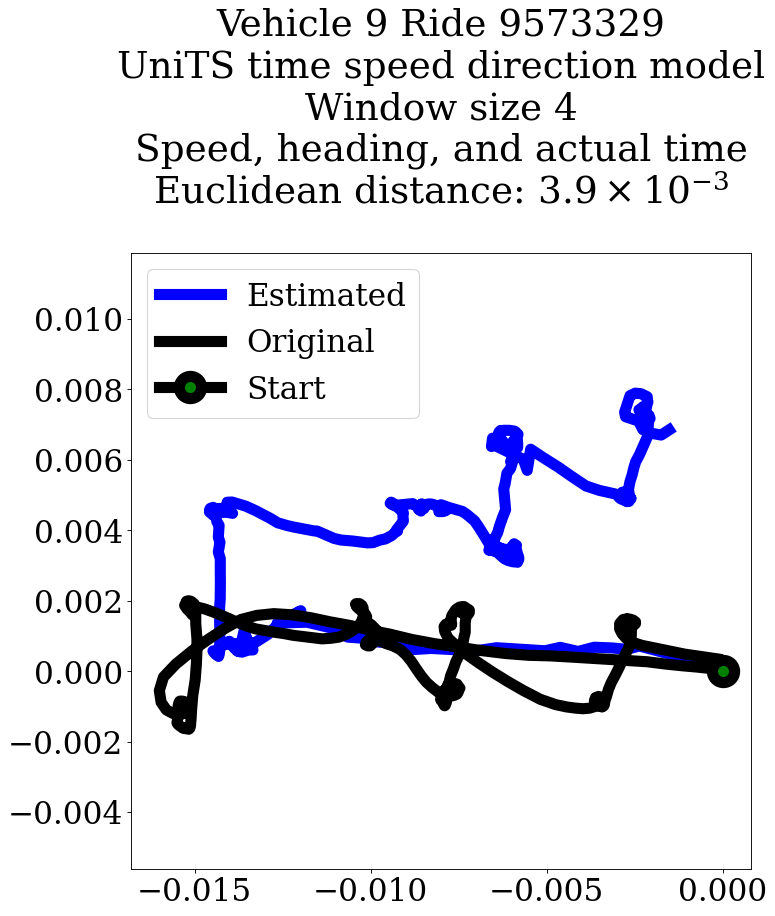 Vehicle 9 Ride 9573329
UniTS time speed direction model
Window size 4
Speed, heading, and actual time
Euclidean distance: 3.9 × 10⁻³
Estimated
Original
Start
0.010
0.008
0.006
0.004
0.002
0.000
−0.002
−0.004
−0.015 −0.010 −0.005 0.000